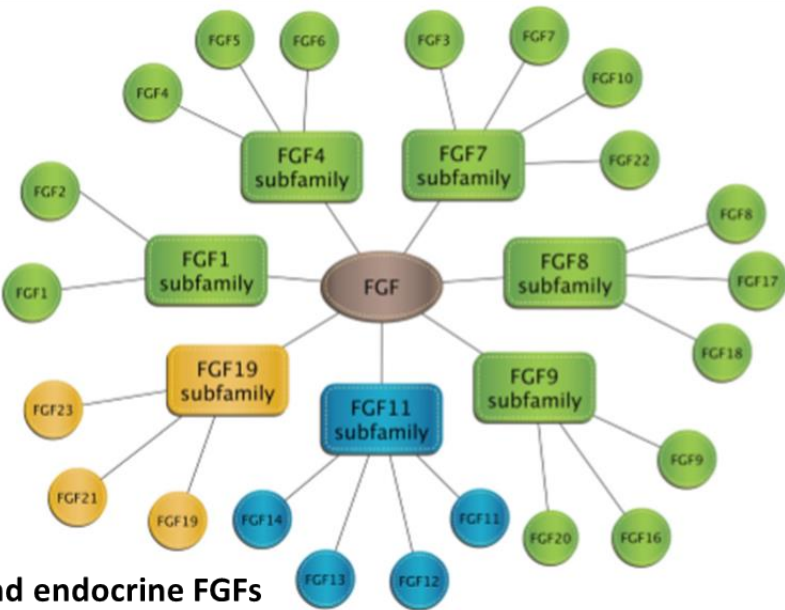 FGF5
FGF6
FGF3
FGF7
FGF4
FGF10
FGF4
subfamily
FGF7
subfamily
FGF22
FGF2
FGF8
FGF1
subfamily
FGF
FGF8
subfamily
FGF1
FGF17
FGF18
FGF19
subfamily
FGF11
subfamily
FGF9
subfamily
FGF23
FGF9
FGF21
FGF19
FGF14
FGF11
FGF20
FGF16
FGF13
FGF12
endocrine FGFs